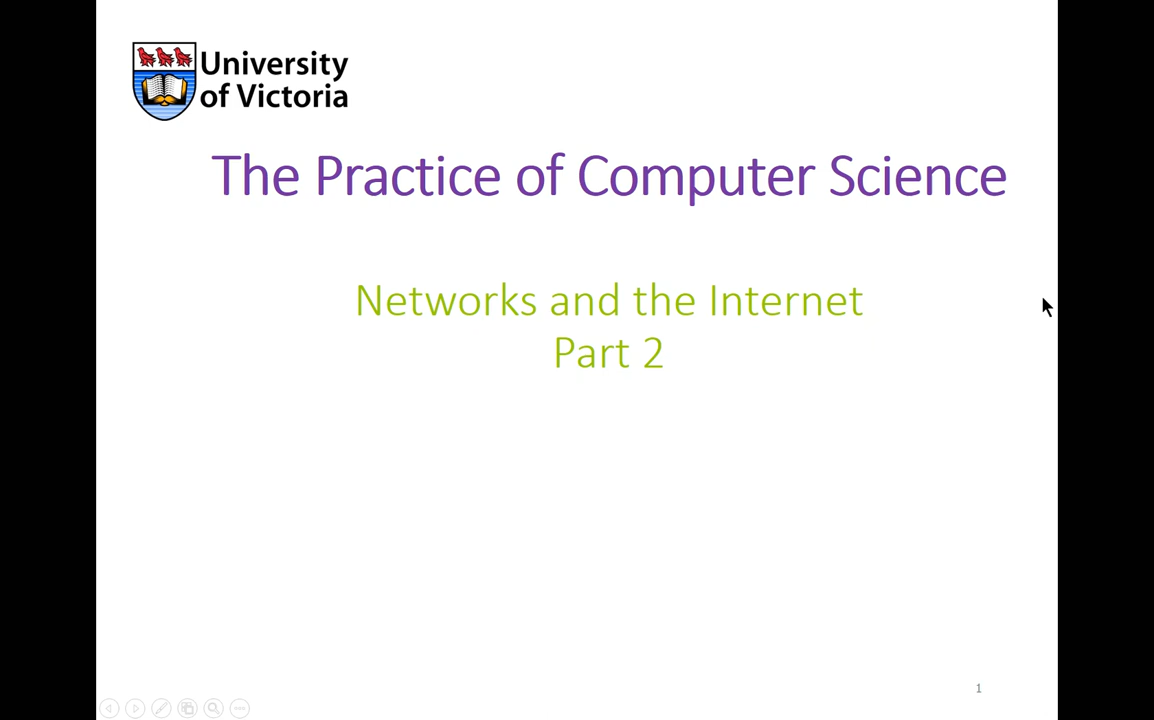 University
of Victoria
The Practice of Computer Science
Networks and the Internet
Part 2
1